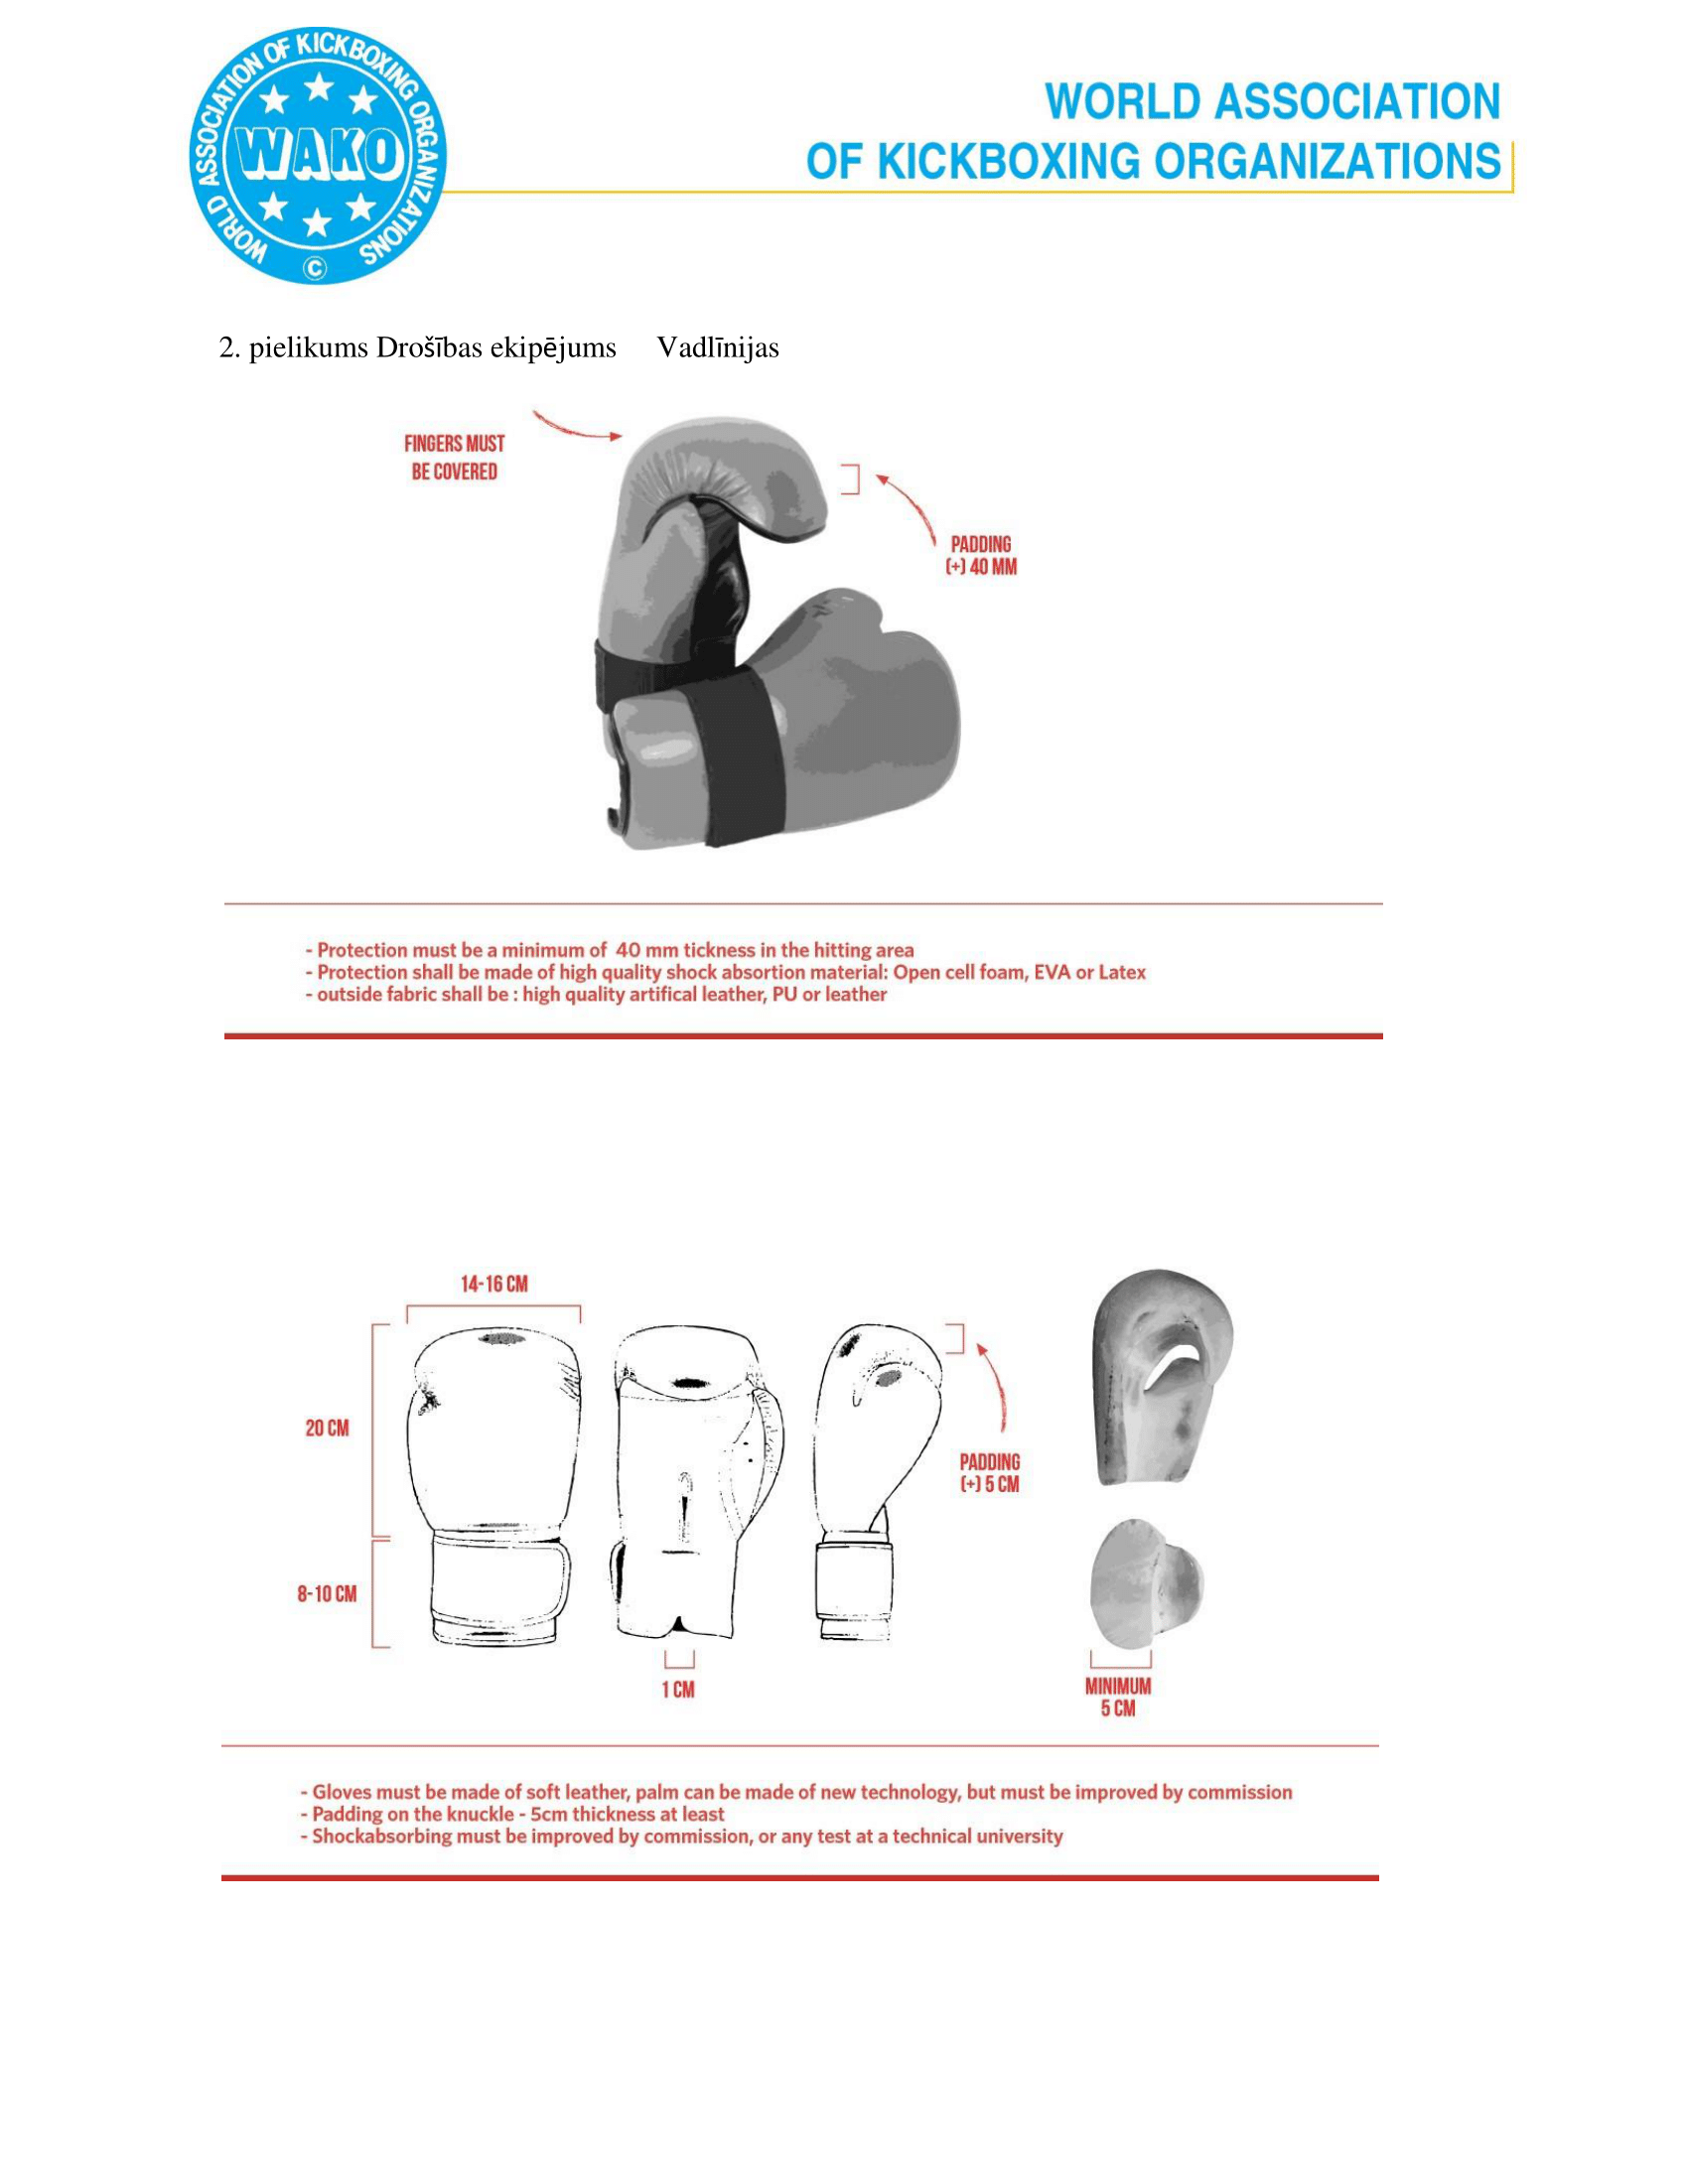 WORLD ASSOCIATION OF KICKBOXING ORGANIZATIONS
WAKO
©
WORLD ASSOCIATION
OF KICKBOXING ORGANIZATIONS
2. pielikums Drošības ekipējums Vadlīnijas
FINGERS MUST
BE COVERED
PADDING
(+) 40 MM
- Protection must be a minimum of 40 mm tickness in the hitting area
- Protection shall be made of high quality shock absortion material: Open cell foam, EVA or Latex
- outside fabric shall be : high quality artifical leather, PU or leather
14-16 CM
20 CM
PADDING
(+) 5 CM
8-10 CM
1 CM
MINIMUM
5 CM
- Gloves must be made of soft leather, palm can be made of new technology, but must be improved by commission
- Padding on the knuckle - 5cm thickness at least
- Shockabsorbing must be improved by commission, or any test at a technical university